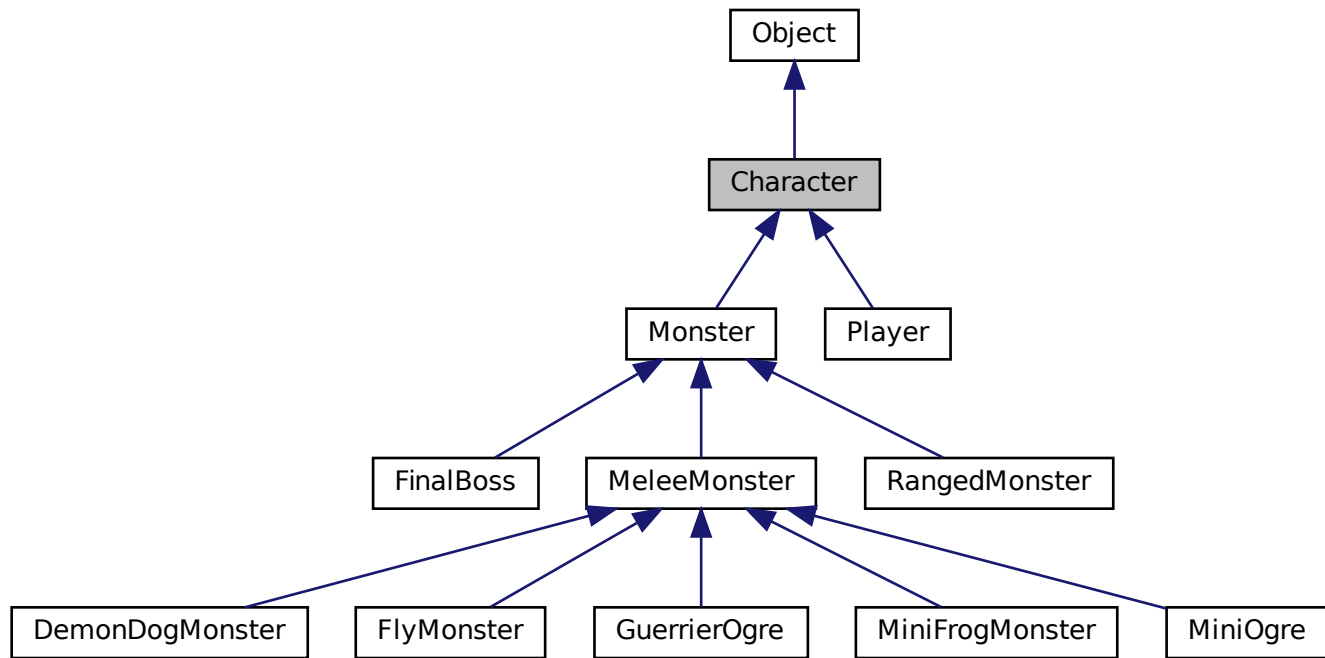 Object
Character
Monster
Player
FinalBoss
MeleeMonster
RangedMonster
DemonDogMonster
FlyMonster
GuerrierOgre
MiniFrogMonster
MiniOgre